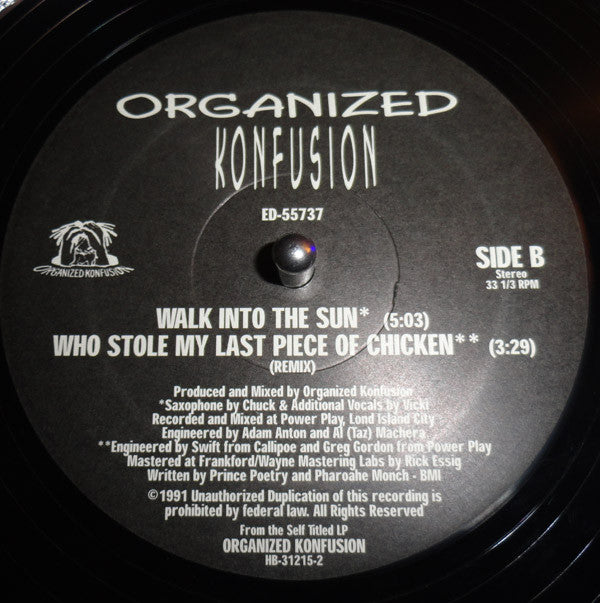 ORGANIZED
KONFUSION
ED-55737
ORGANIZED KONFUSION
SIDE B
Stereo
33 1/3 RPM
WALK INTO THE SUN* (5:03)
WHO STOLE MY LAST PIECE OF CHICKEN** (3:29)
(REMIX)
Produced and Mixed by Organized Konfusion
*Saxophone by Chuck & Additional Vocals by Vicki
Recorded and Mixed at Power Play, Lond Island City
Engineered by Adam Anton and Al (Taz) Machera
**Engineered by Swift from Callipoe and Greg Gordon from Power Play
Mastered at Frankford/Wayne Mastering Labs by Rick Essig
Written by Prince Poetry and Pharoahe Monch - BMI
©1991 Unauthorized Duplication of this recording is
prohibited by federal law. All Rights Reserved
From the Self Titled LP
ORGANIZED KONFUSION
HB-31215-2